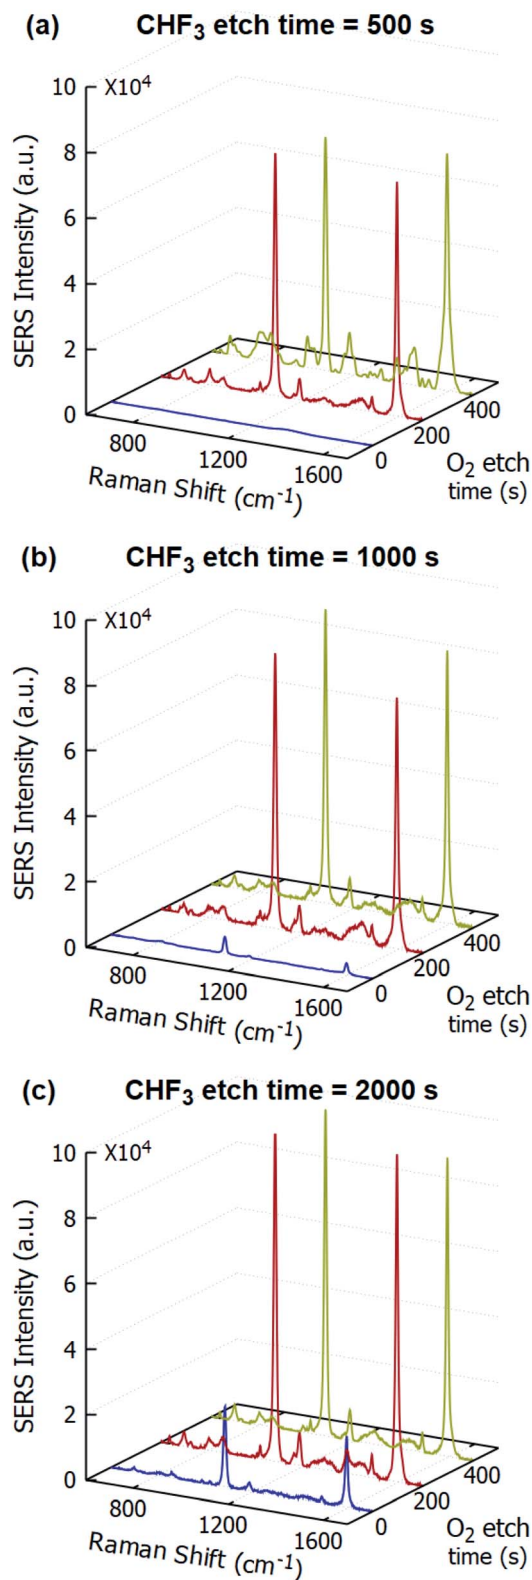 (a) CHF₃ etch time = 500 s
10 X10⁴
8
6
4
2
0
SERS Intensity (a.u.)
800 1200 1600
Raman Shift (cm⁻¹)
0 200 400
O₂ etch
time (s)
(b) CHF₃ etch time = 1000 s
10 X10⁴
8
6
4
2
0
SERS Intensity (a.u.)
800 1200 1600
Raman Shift (cm⁻¹)
0 200 400
O₂ etch
time (s)
(c) CHF₃ etch time = 2000 s
10 X10⁴
8
6
4
2
0
SERS Intensity (a.u.)
800 1200 1600
Raman Shift (cm⁻¹)
0 200 400
O₂ etch
time (s)